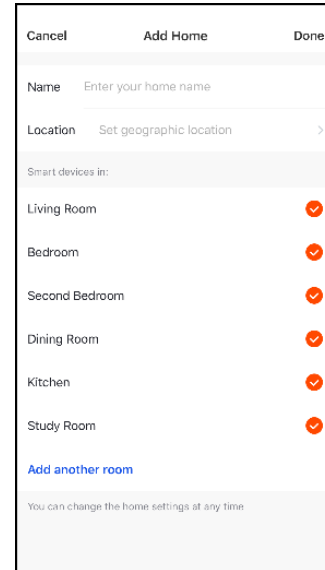 Cancel Add Home Done
Name Enter your home name
Location Set geographic location
Smart devices in:
Living Room
Bedroom
Second Bedroom
Dining Room
Kitchen
Study Room
Add another room
You can change the home settings at any time